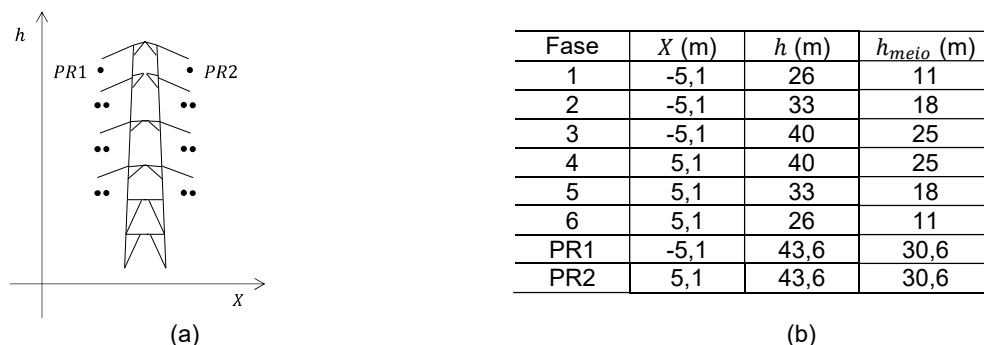 h
PR1 PR2
X
(a)
Fase X (m) h (m) h_meio (m)
1 -5,1 26 11
2 -5,1 33 18
3 -5,1 40 25
4 5,1 40 25
5 5,1 33 18
6 5,1 26 11
PR1 -5,1 43,6 30,6
PR2 5,1 43,6 30,6
(b)